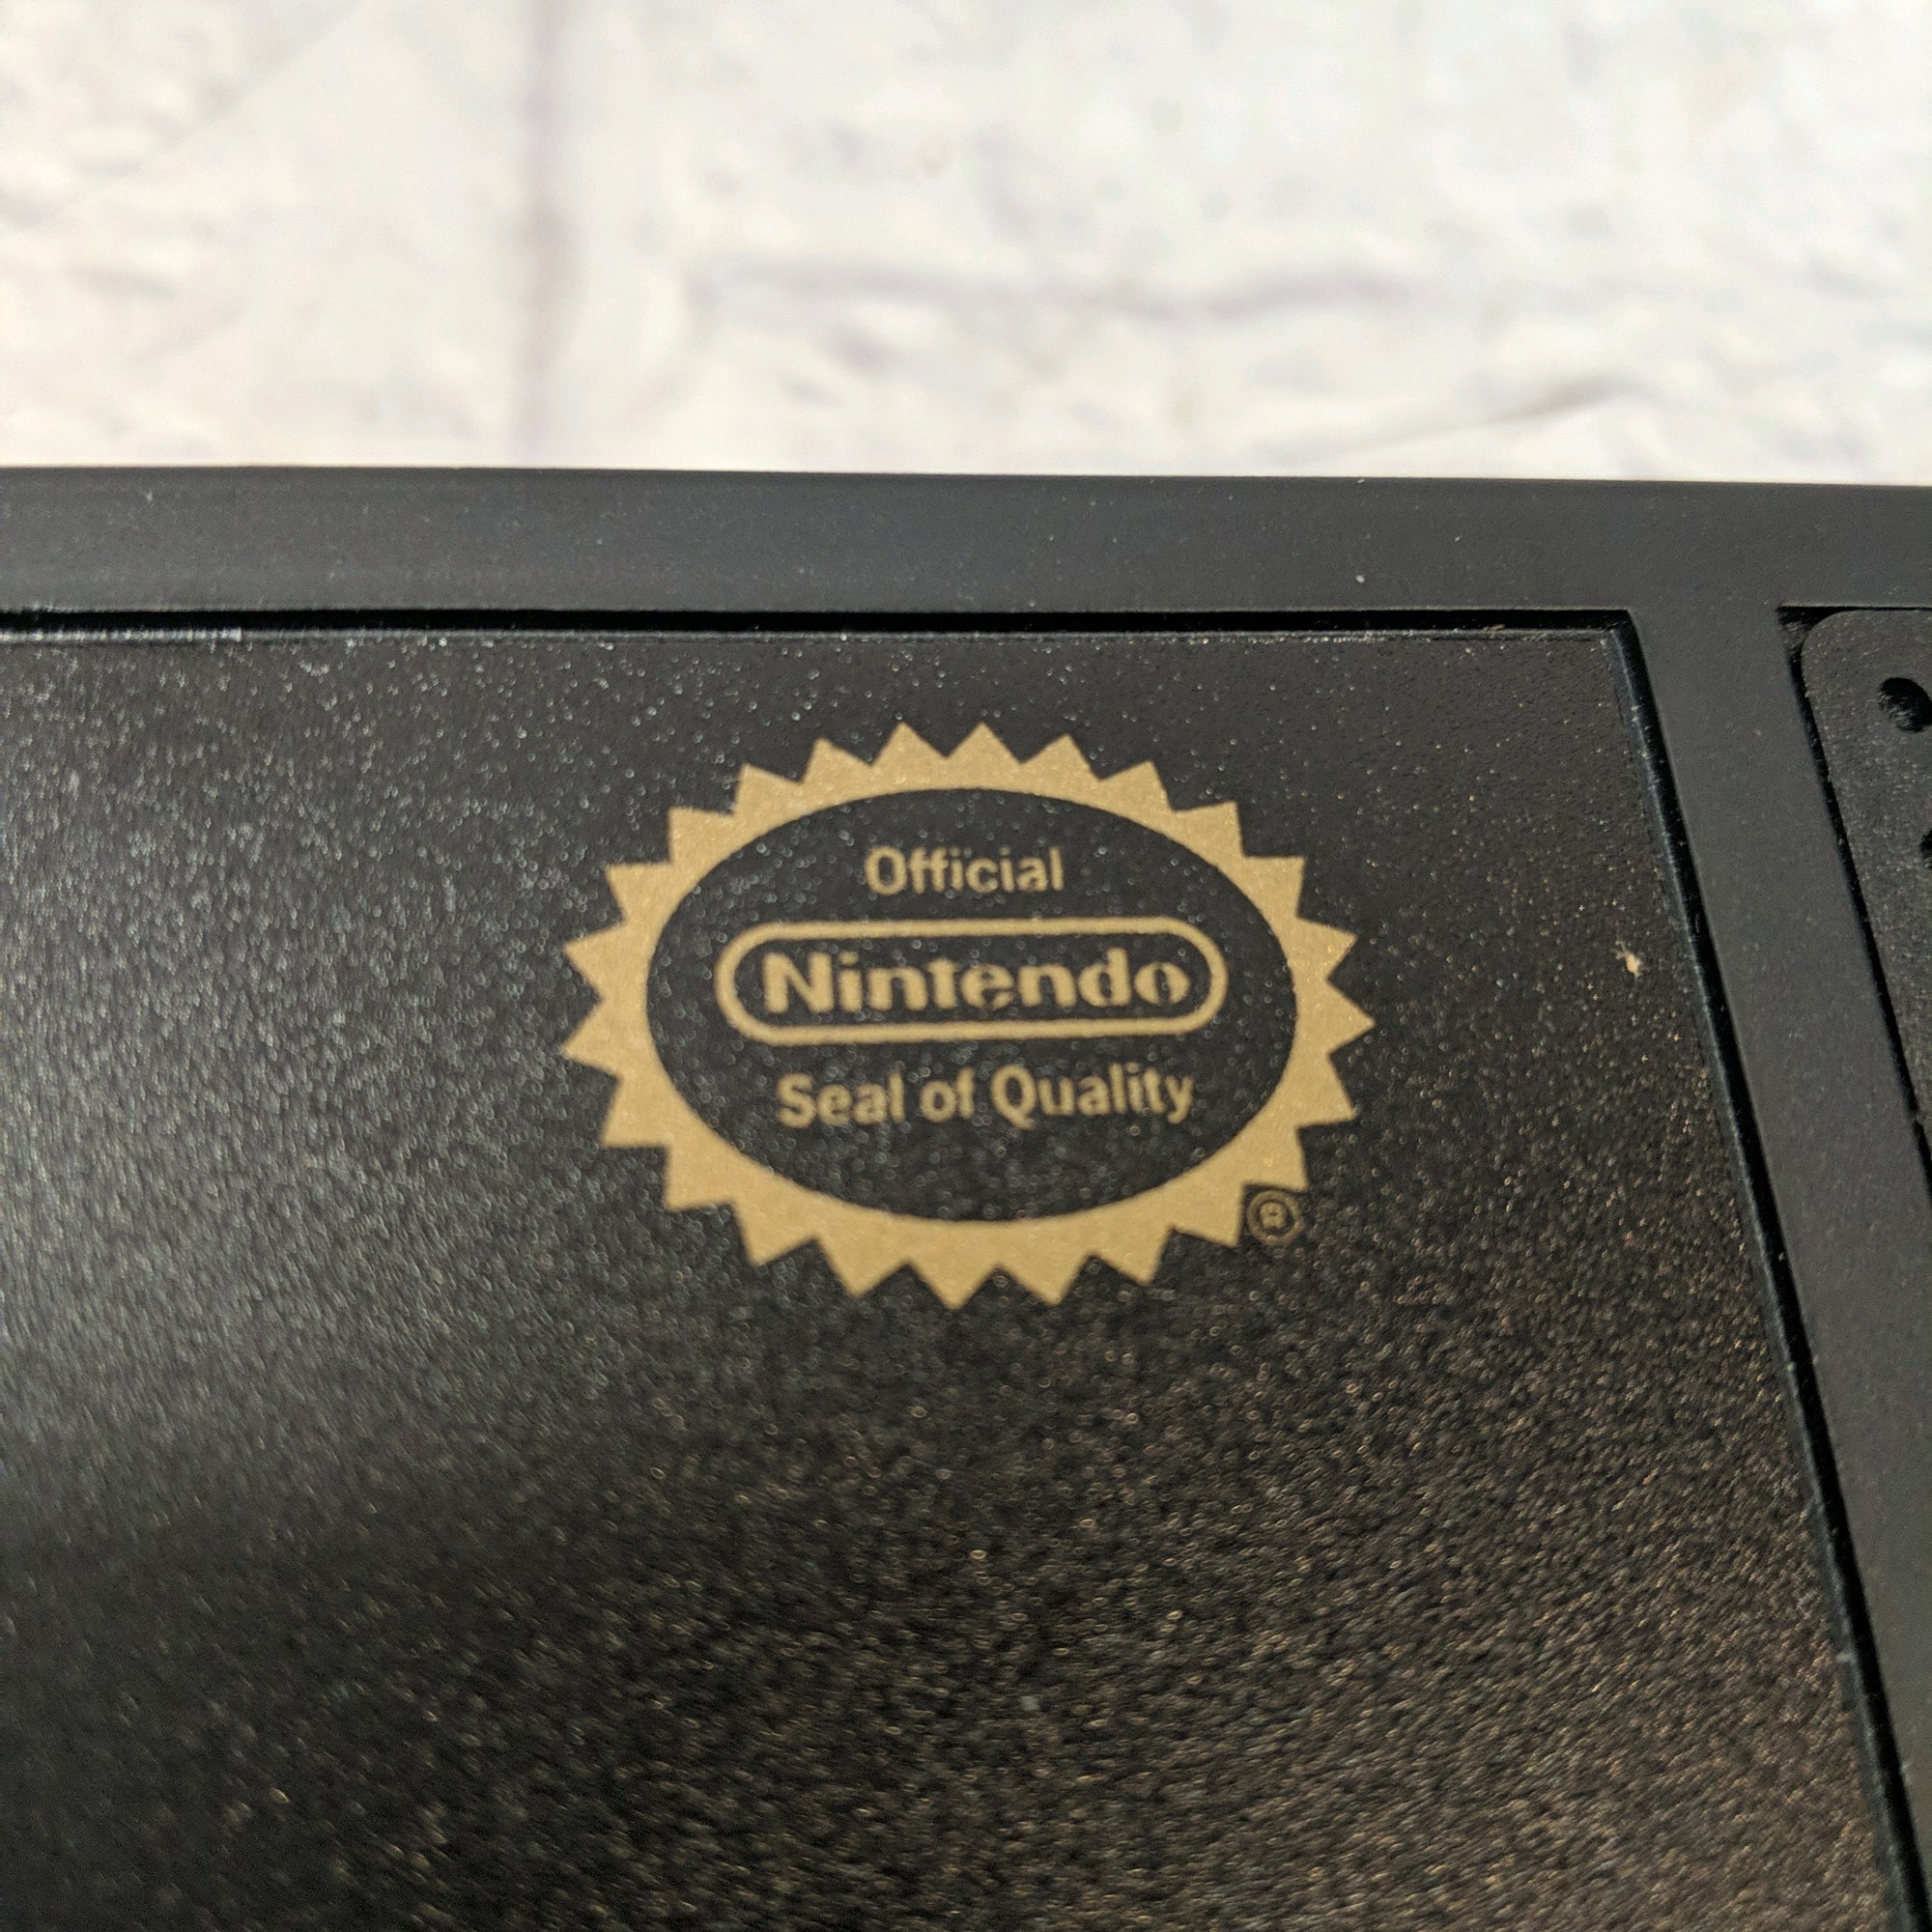 Official
Nintendo
Seal of Quality
®